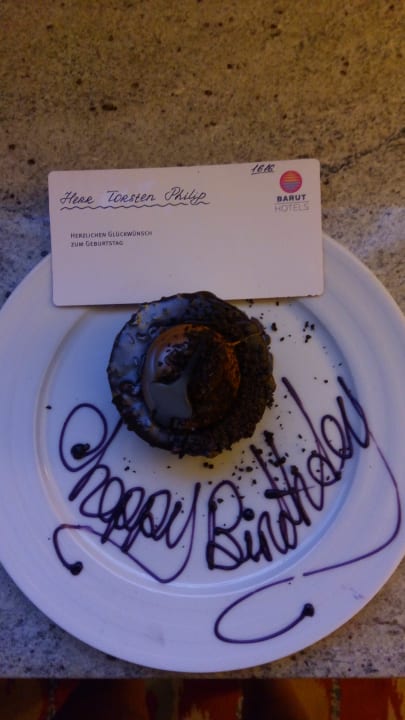 1616
Herr Torsten Philip
BARUT
HOTELS
HERZLICHEN GLÜCKWUNSCH
ZUM GEBURTSTAG
Happy Birthday